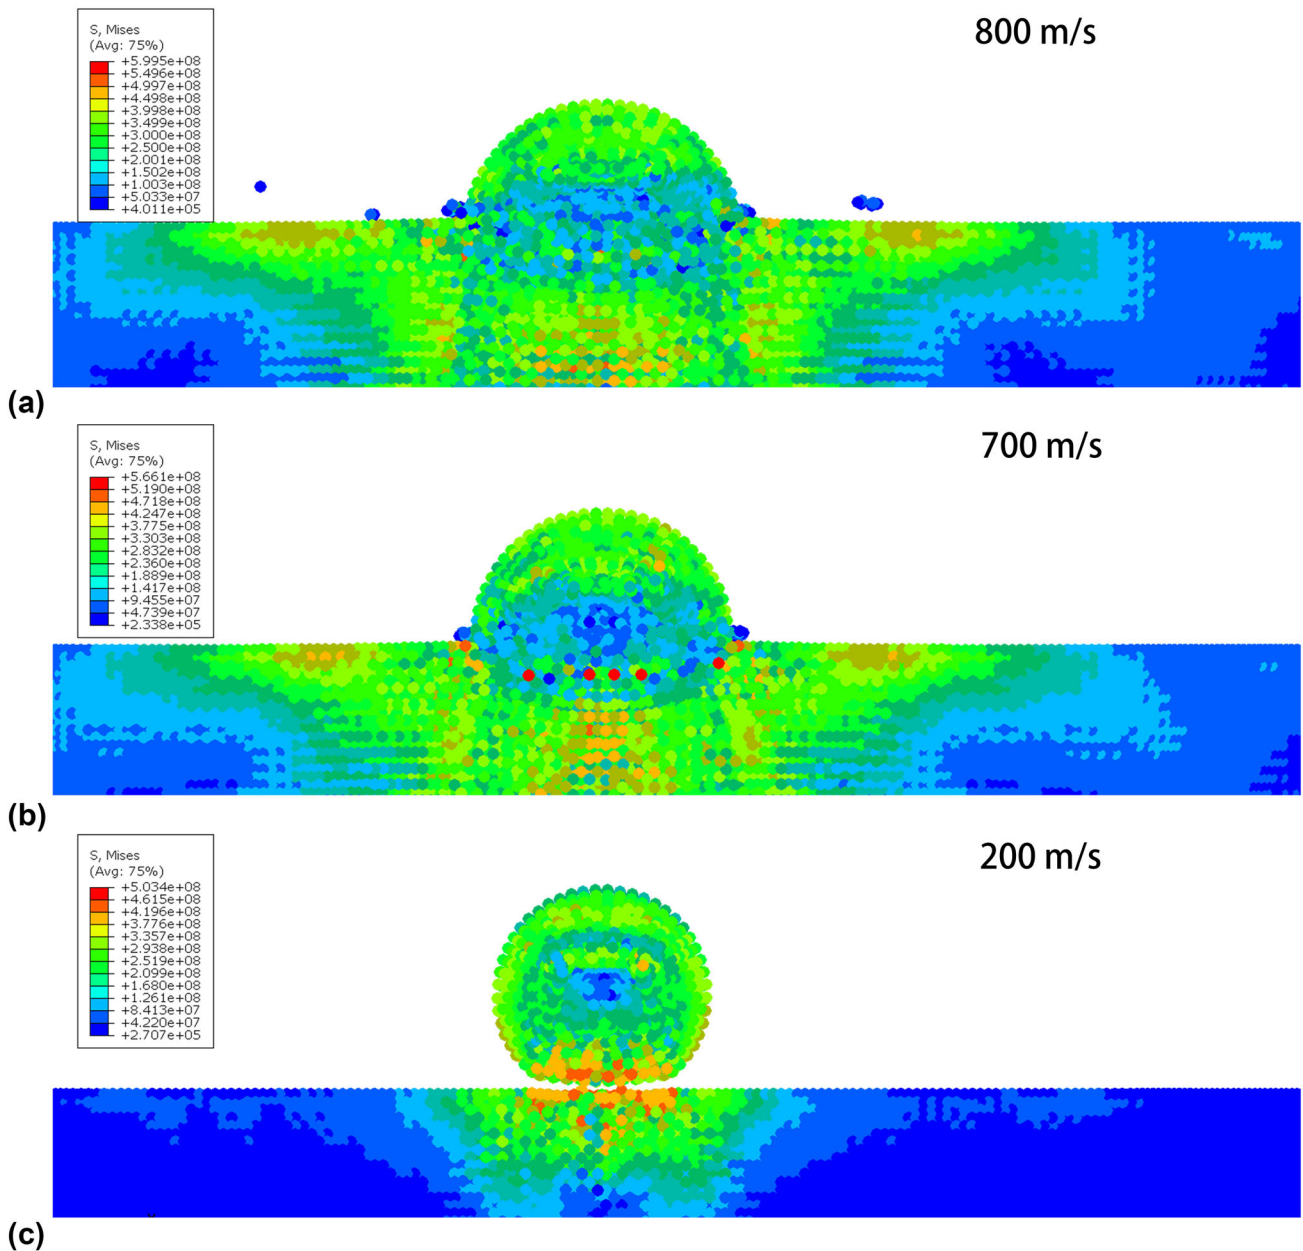 800 m/s
S, Mises
(Avg: 75%)
+5.995e+08
+5.496e+08
+4.997e+08
+4.498e+08
+3.998e+08
+3.499e+08
+3.000e+08
+2.500e+08
+2.001e+08
+1.502e+08
+1.003e+08
+5.033e+07
+4.011e+05
(a)
700 m/s
S, Mises
(Avg: 75%)
+5.661e+08
+5.190e+08
+4.718e+08
+4.247e+08
+3.775e+08
+3.303e+08
+2.832e+08
+2.360e+08
+1.889e+08
+1.417e+08
+9.455e+07
+4.739e+07
+2.338e+05
(b)
200 m/s
S, Mises
(Avg: 75%)
+5.034e+08
+4.615e+08
+4.196e+08
+3.776e+08
+3.357e+08
+2.938e+08
+2.519e+08
+2.099e+08
+1.680e+08
+1.261e+08
+8.413e+07
+4.220e+07
+2.707e+05
(c)